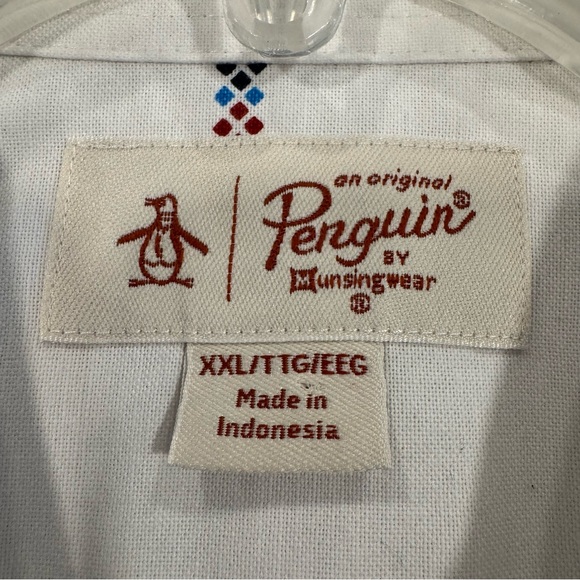 an original
Penguin®
BY
Munsingwear
®
XXL/TTG/EEG
Made in
Indonesia